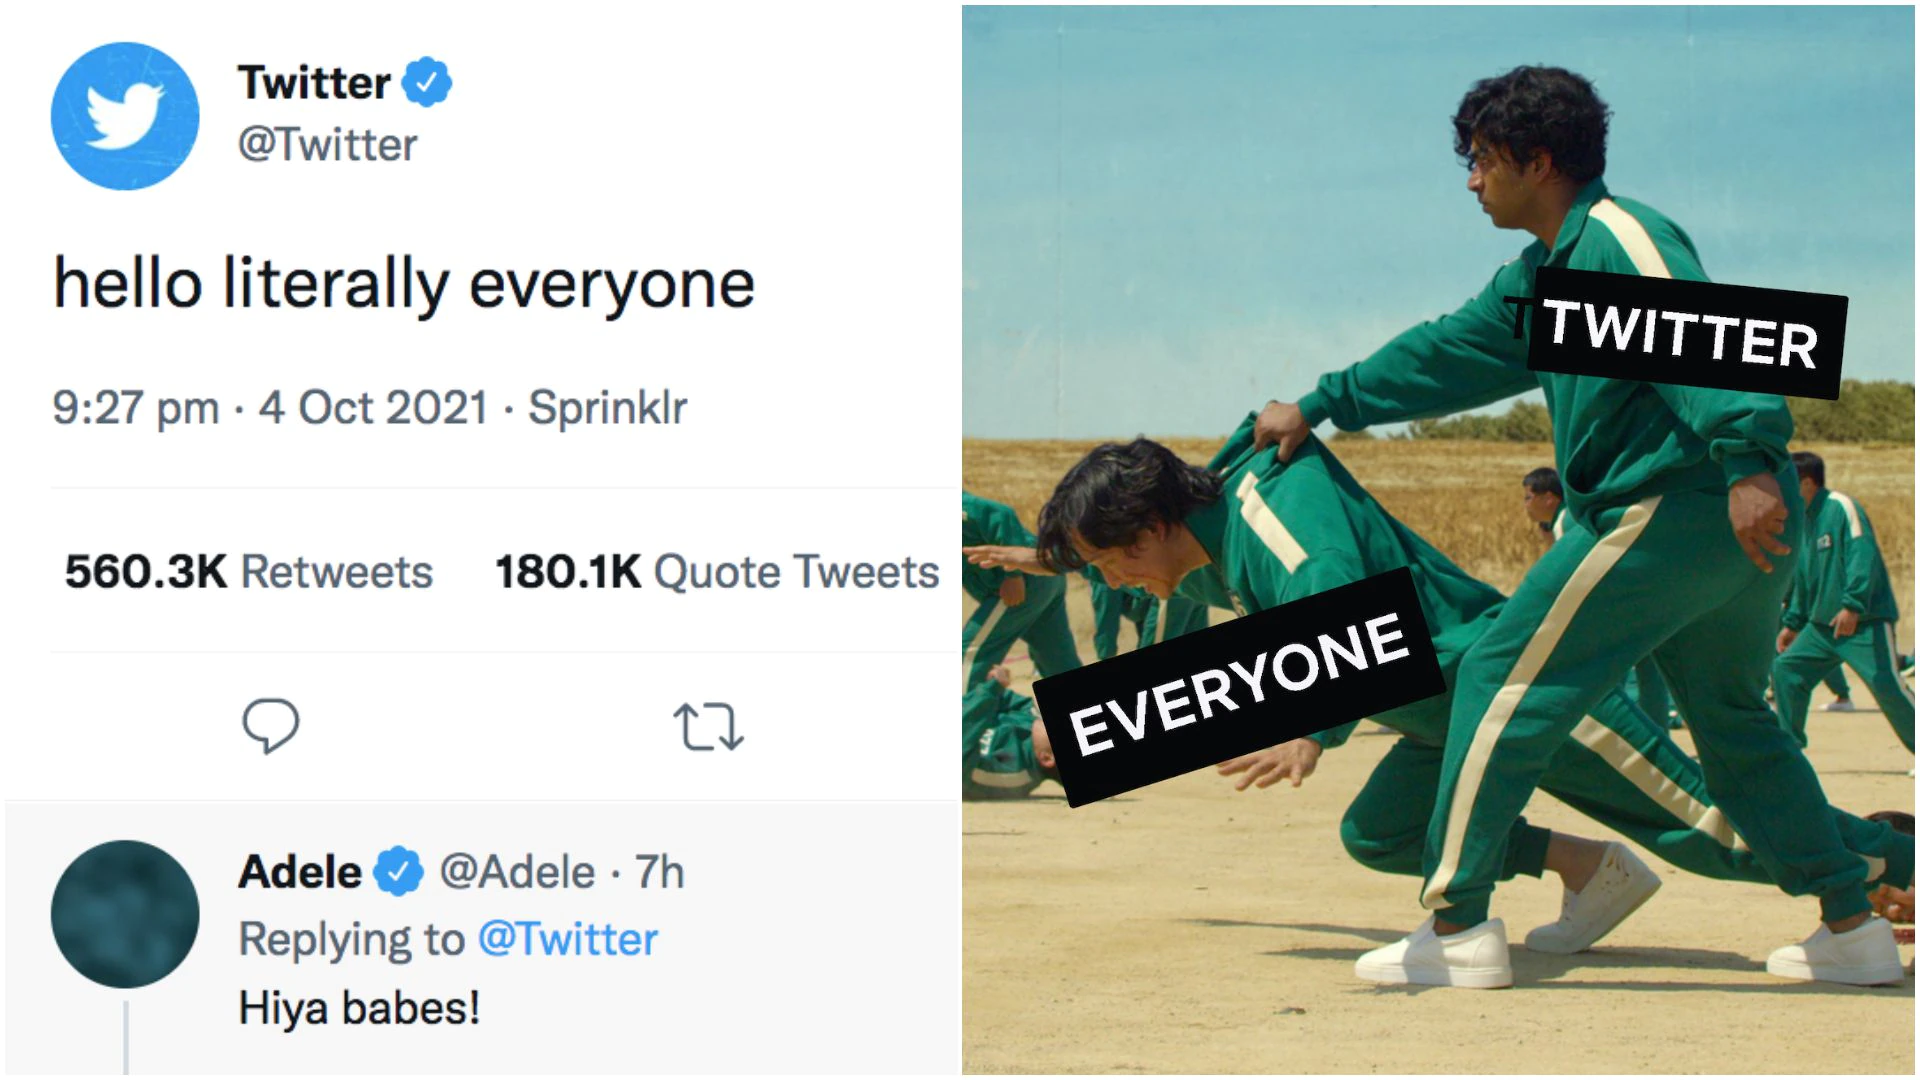 Twitter
@Twitter
hello literally everyone
9:27 pm · 4 Oct 2021 · Sprinklr
560.3K Retweets 180.1K Quote Tweets
Adele @Adele · 7h
Replying to @Twitter
Hiya babes!
T TWITTER
EVERYONE